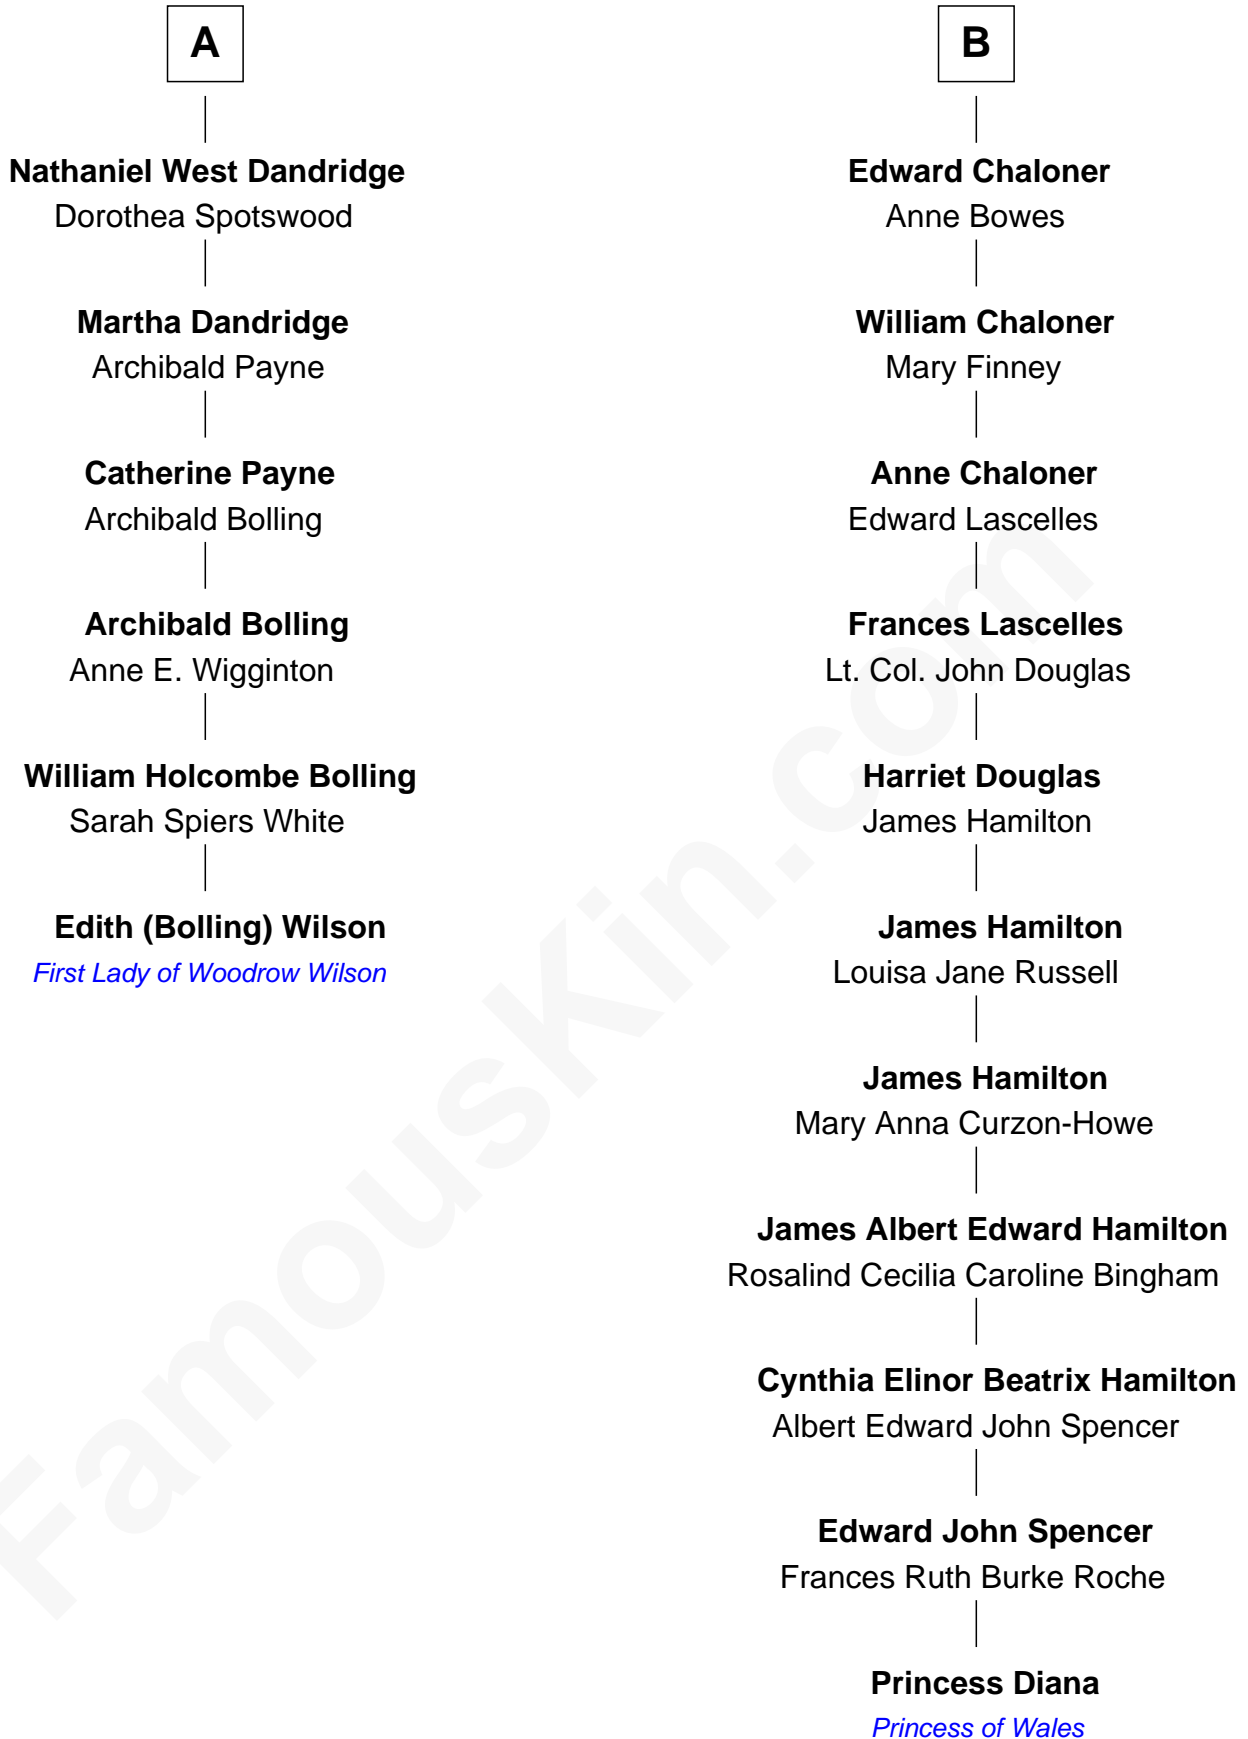 A
Nathaniel West Dandridge
Dorothea Spotswood
Martha Dandridge
Archibald Payne
Catherine Payne
Archibald Bolling
Archibald Bolling
Anne E. Wigginton
William Holcombe Bolling
Sarah Spiers White
Edith (Bolling) Wilson
First Lady of Woodrow Wilson
B
Edward Chaloner
Anne Bowes
William Chaloner
Mary Finney
Anne Chaloner
Edward Lascelles
Frances Lascelles
Lt. Col. John Douglas
Harriet Douglas
James Hamilton
James Hamilton
Louisa Jane Russell
James Hamilton
Mary Anna Curzon-Howe
James Albert Edward Hamilton
Rosalind Cecilia Caroline Bingham
Cynthia Elinor Beatrix Hamilton
Albert Edward John Spencer
Edward John Spencer
Frances Ruth Burke Roche
Princess Diana
Princess of Wales
FamousKin.com